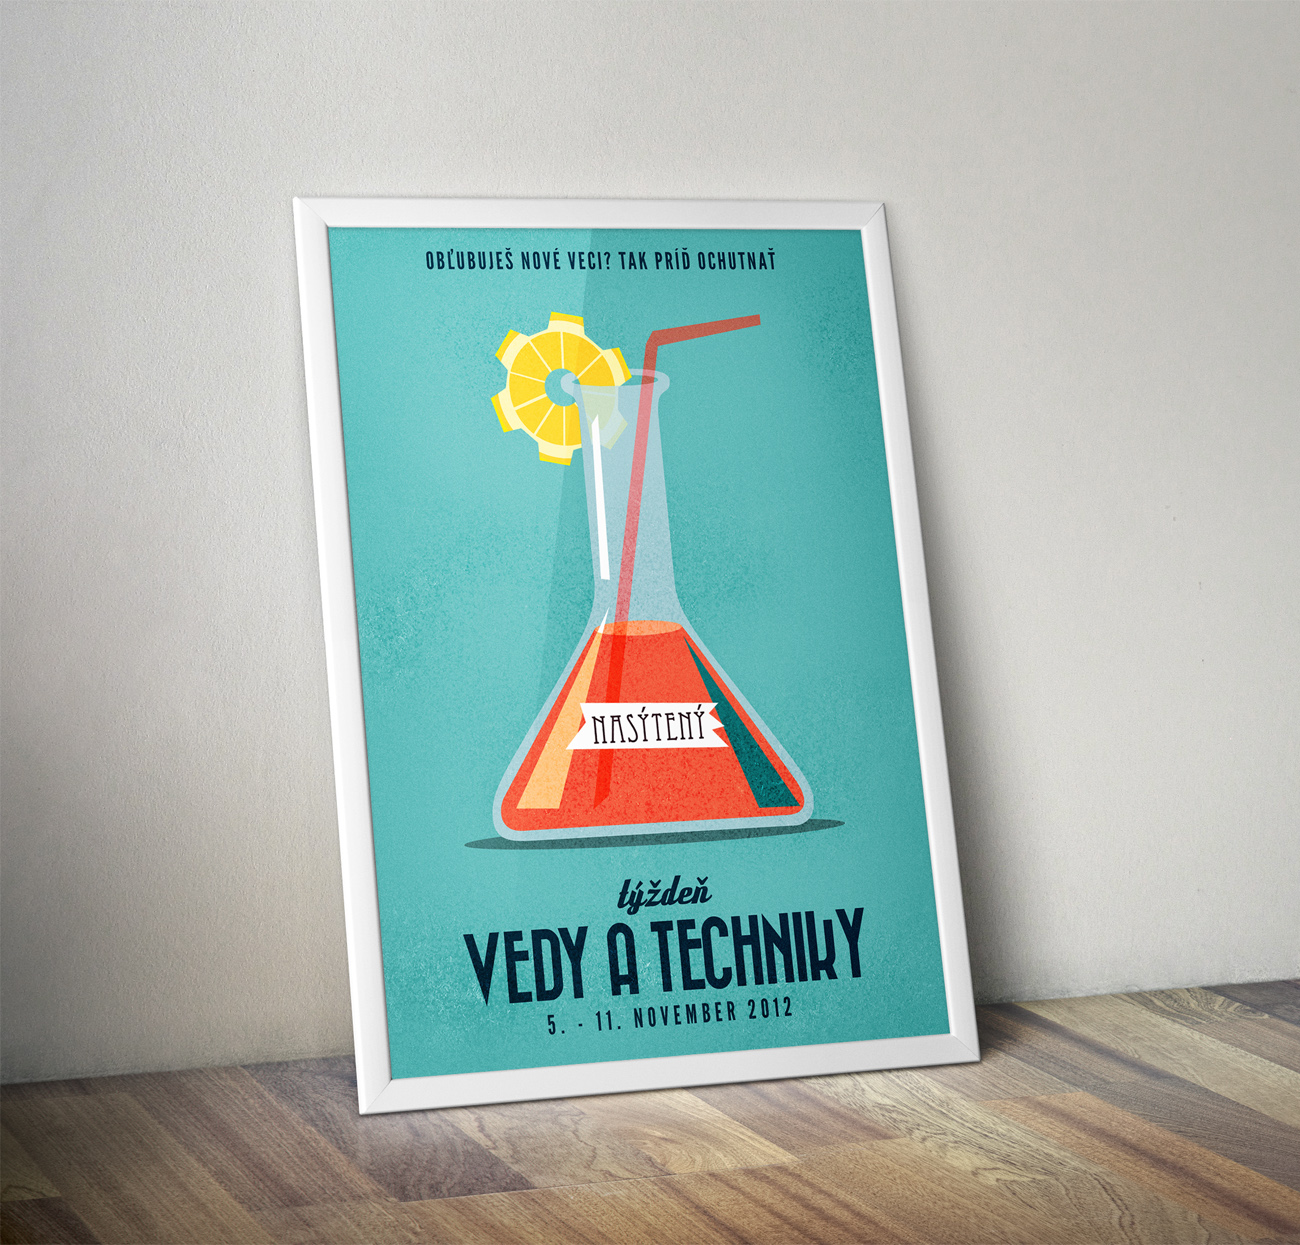 OBĽUBUJEŠ NOVÉ VECI? TAK PRÍĎ OCHUTNAŤ
NASÝTENÝ
týždeň
VEDY A TECHNIkY
5. - 11. NOVEMBER 2012